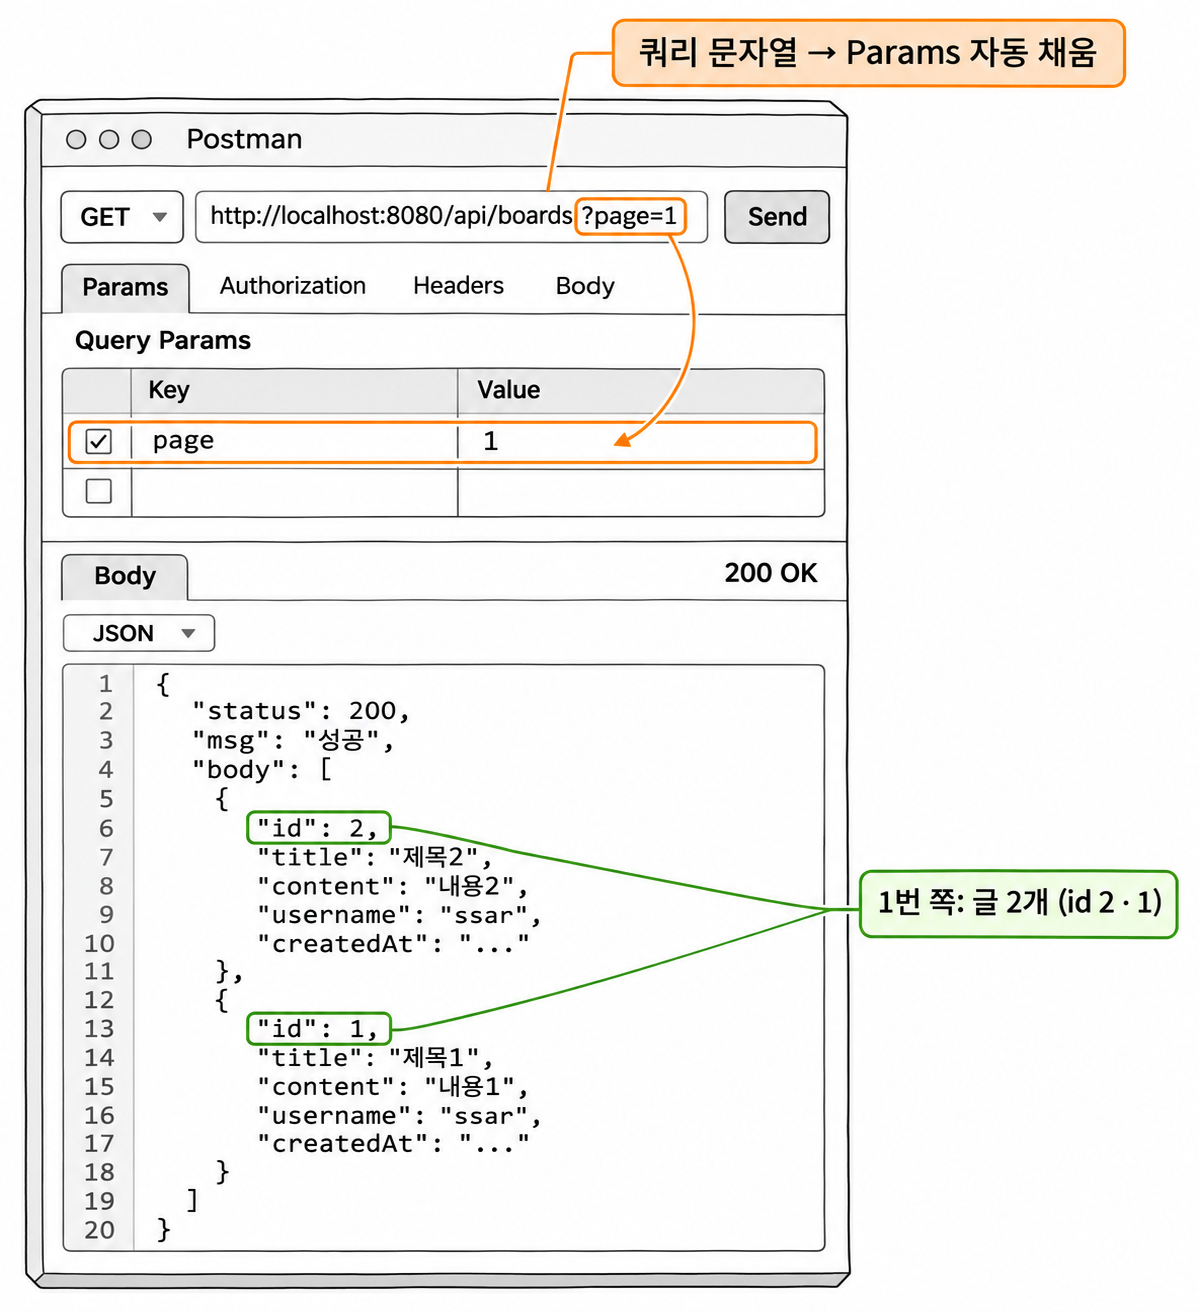 쿼리 문자열 → Params 자동 채움
Postman
GET
http://localhost:8080/api/boards?page=1
Send
Params Authorization Headers Body
Query Params
Key Value
page 1
Body 200 OK
JSON
1 {
2 "status": 200,
3 "msg": "성공",
4 "body": [
5 {
6 "id": 2,
7 "title": "제목2",
8 "content": "내용2",
9 "username": "ssar",
10 "createdAt": "..."
11 },
12 {
13 "id": 1,
14 "title": "제목1",
15 "content": "내용1",
16 "username": "ssar",
17 "createdAt": "..."
18 }
19 ]
20 }
1번 쪽: 글 2개 (id 2 · 1)